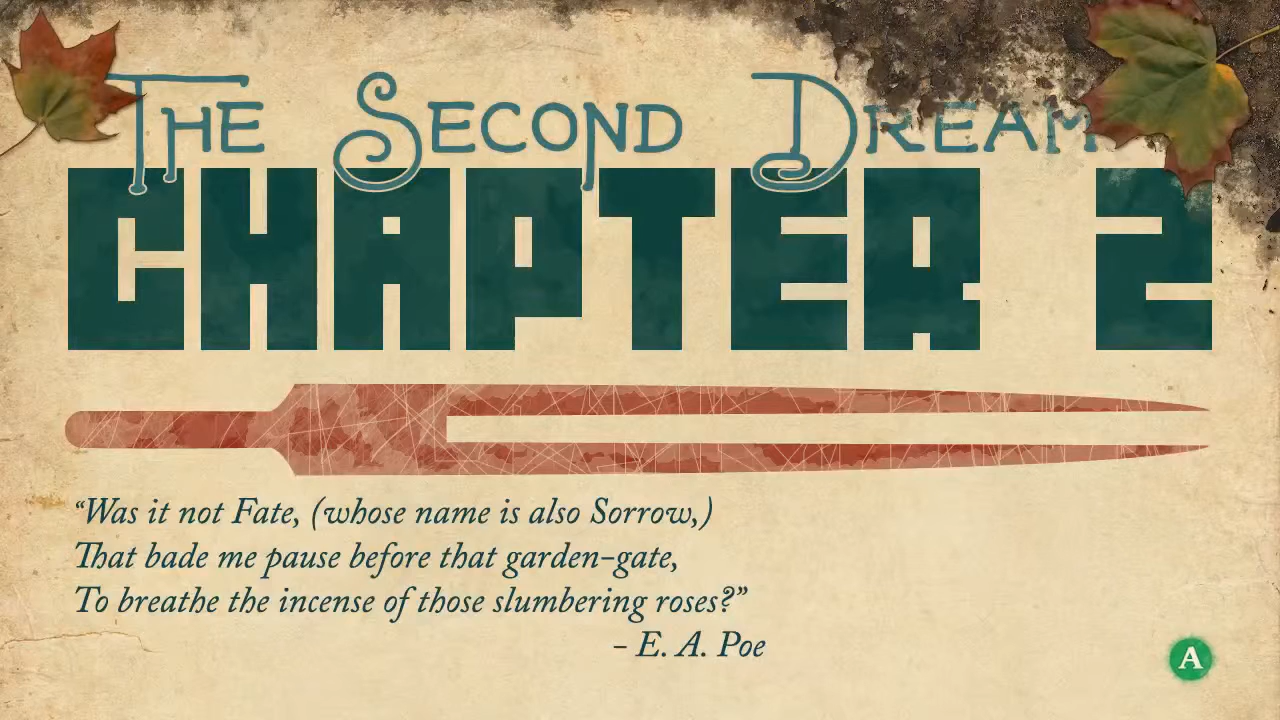 The Second Dream
CHAPTER 2
“Was it not Fate, (whose name is also Sorrow,)
That bade me pause before that garden-gate,
To breathe the incense of those slumbering roses?”
- E. A. Poe
A